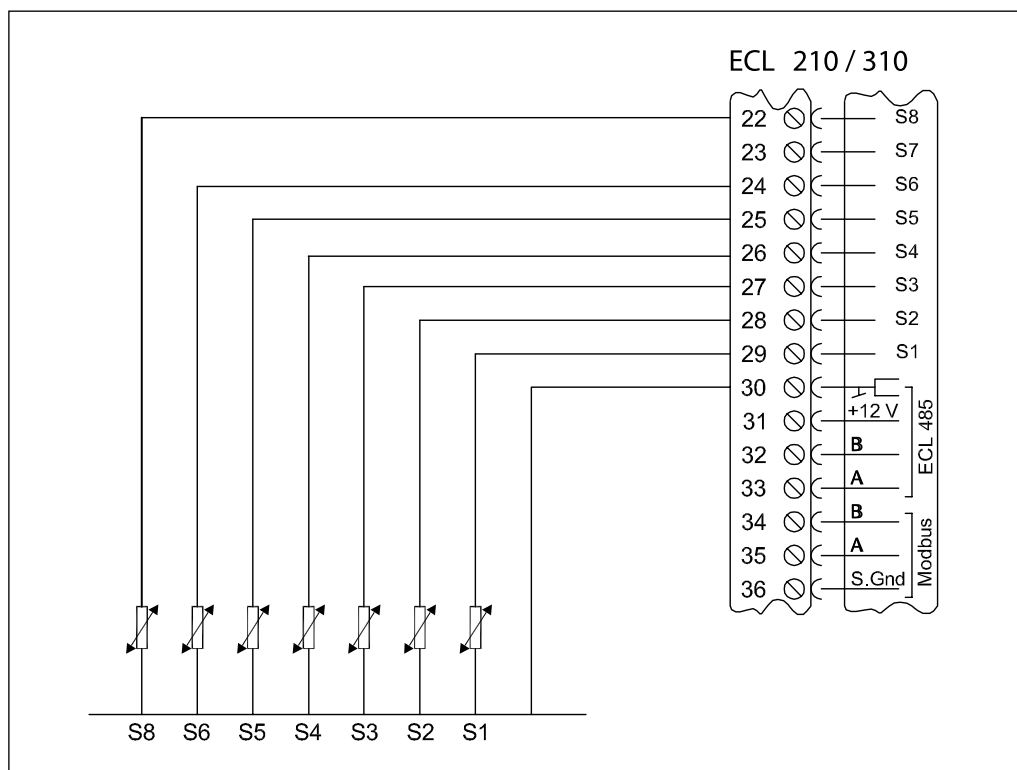 ECL 210 / 310
22 S8
23 S7
24 S6
25 S5
26 S4
27 S3
28 S2
29 S1
30
31 +12 V
32 B
33 A
ECL 485
34 B
35 A
36 S.Gnd
Modbus
S8 S6 S5 S4 S3 S2 S1